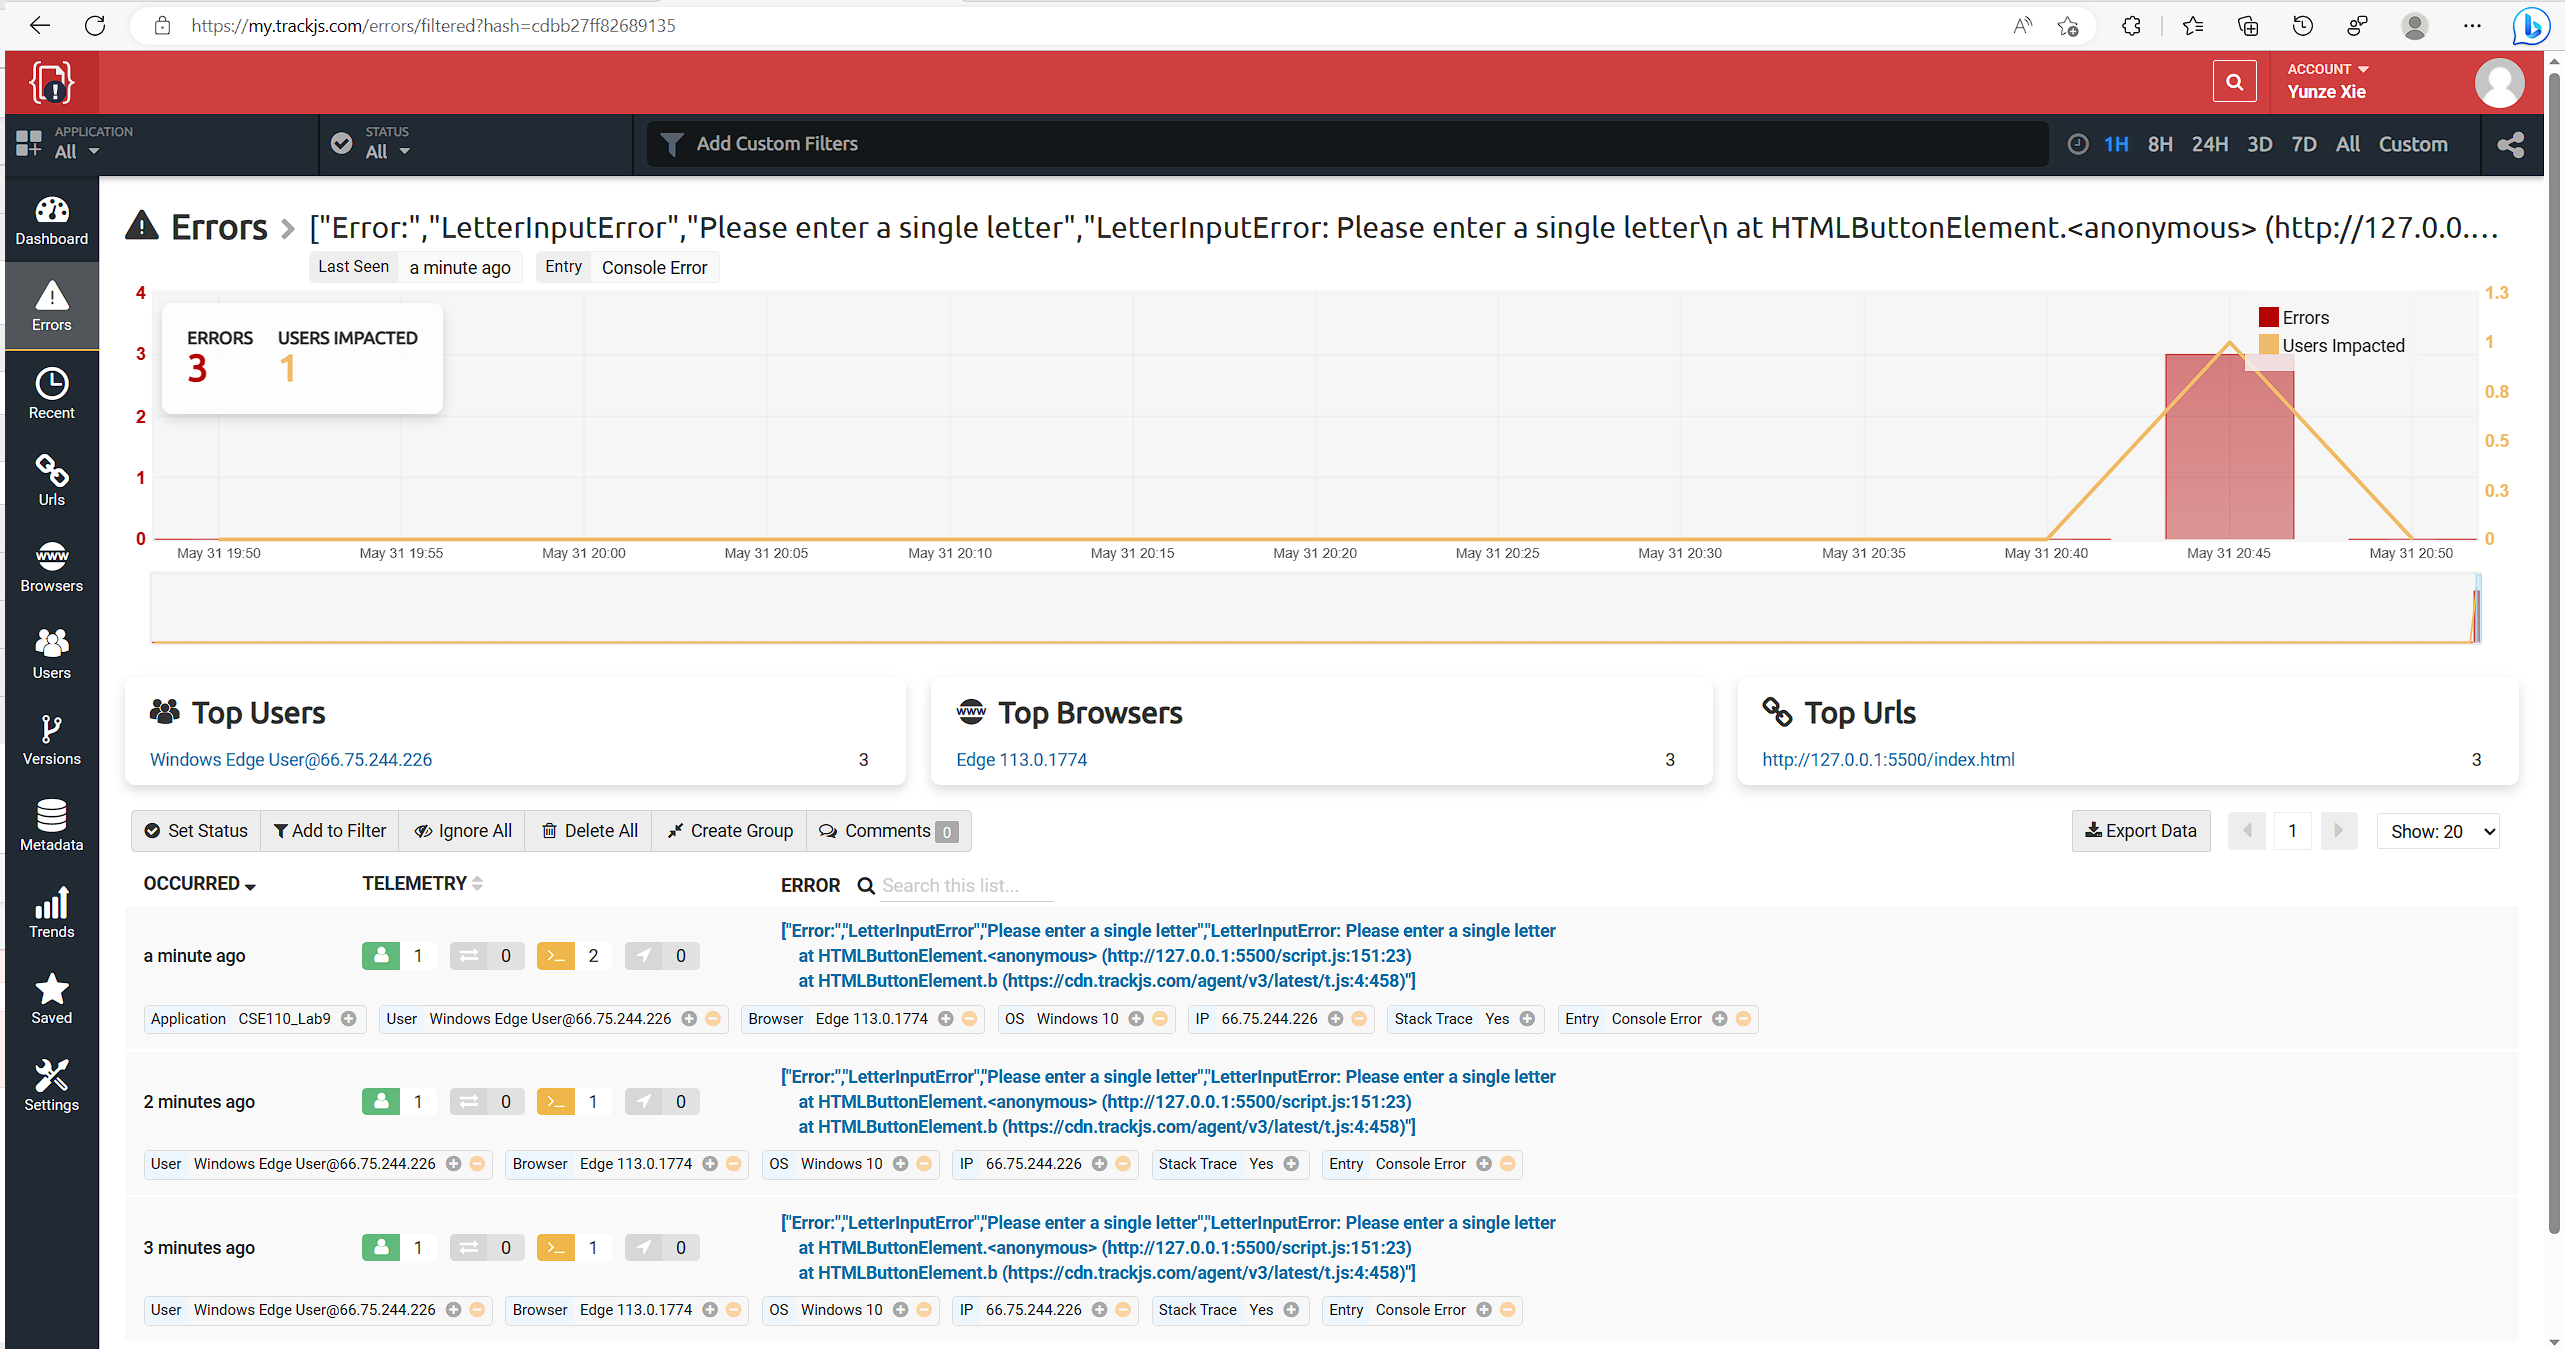 https://my.trackjs.com/errors/filtered?hash=cdbb27ff82689135
ACCOUNT
Yunze Xie
APPLICATION
All
STATUS
All
Add Custom Filters
1H 8H 24H 3D 7D All Custom
Dashboard
Errors
Recent
Urls
Browsers
Users
Versions
Metadata
Trends
Saved
Settings
Errors > ["Error:","LetterInputError","Please enter a single letter","LetterInputError: Please enter a single letter\n at HTMLButtonElement.<anonymous> (http://127.0.0....
Last Seen a minute ago Entry Console Error
ERRORS USERS IMPACTED
3 1
Errors
Users Impacted
4
3
2
1
0
1.3
1
0.8
0.5
0.3
0
May 31 19:50 May 31 19:55 May 31 20:00 May 31 20:05 May 31 20:10 May 31 20:15 May 31 20:20 May 31 20:25 May 31 20:30 May 31 20:35 May 31 20:40 May 31 20:45 May 31 20:50
Top Users
Windows Edge User@66.75.244.226 3
www Top Browsers
Edge 113.0.1774 3
Top Urls
http://127.0.0.1:5500/index.html 3
Set Status Add to Filter Ignore All Delete All Create Group Comments 0 Export Data 1 Show: 20
OCCURRED TELEMETRY ERROR Search this list...
a minute ago 1 0 2 0
["Error:","LetterInputError","Please enter a single letter","LetterInputError: Please enter a single letter
at HTMLButtonElement.<anonymous> (http://127.0.0.1:5500/script.js:151:23)
at HTMLButtonElement.b (https://cdn.trackjs.com/agent/v3/latest/t.js:4:458)"]
Application CSE110_Lab9 User Windows Edge User@66.75.244.226 Browser Edge 113.0.1774 OS Windows 10 IP 66.75.244.226 Stack Trace Yes Entry Console Error
2 minutes ago 1 0 1 0
["Error:","LetterInputError","Please enter a single letter","LetterInputError: Please enter a single letter
at HTMLButtonElement.<anonymous> (http://127.0.0.1:5500/script.js:151:23)
at HTMLButtonElement.b (https://cdn.trackjs.com/agent/v3/latest/t.js:4:458)"]
User Windows Edge User@66.75.244.226 Browser Edge 113.0.1774 OS Windows 10 IP 66.75.244.226 Stack Trace Yes Entry Console Error
3 minutes ago 1 0 1 0
["Error:","LetterInputError","Please enter a single letter","LetterInputError: Please enter a single letter
at HTMLButtonElement.<anonymous> (http://127.0.0.1:5500/script.js:151:23)
at HTMLButtonElement.b (https://cdn.trackjs.com/agent/v3/latest/t.js:4:458)"]
User Windows Edge User@66.75.244.226 Browser Edge 113.0.1774 OS Windows 10 IP 66.75.244.226 Stack Trace Yes Entry Console Error